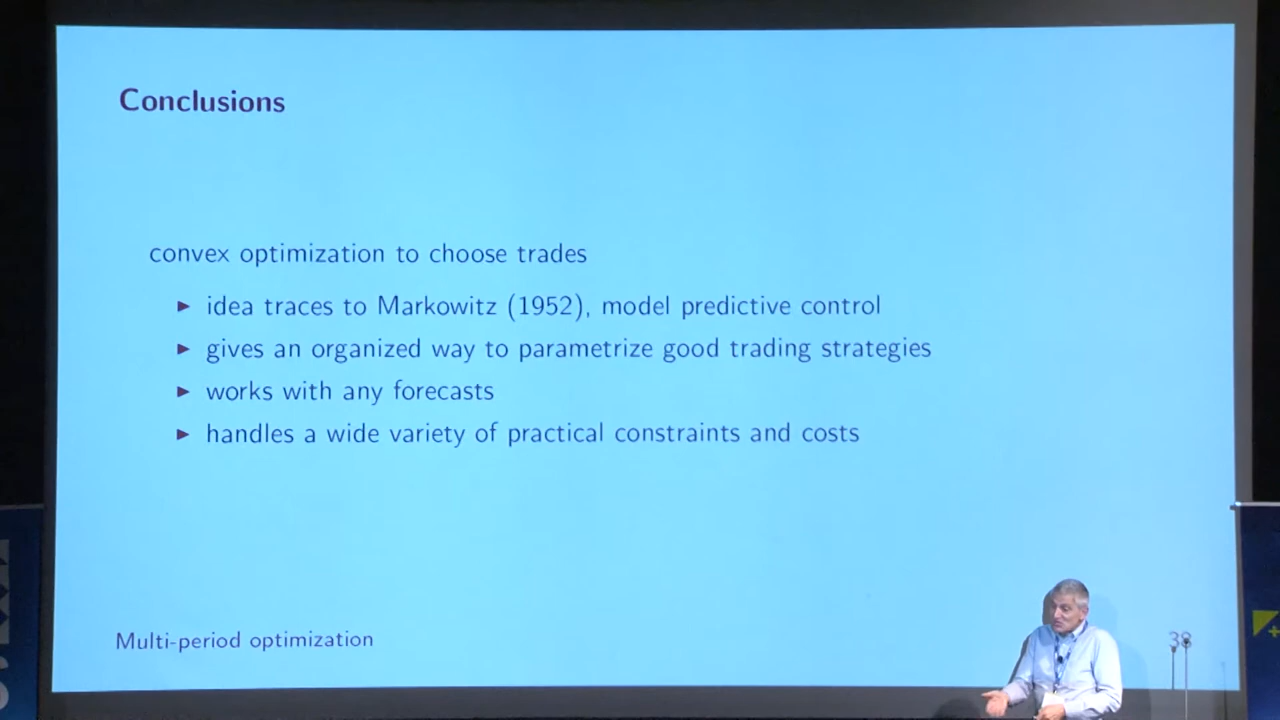 Conclusions
convex optimization to choose trades
► idea traces to Markowitz (1952), model predictive control
► gives an organized way to parametrize good trading strategies
► works with any forecasts
► handles a wide variety of practical constraints and costs
Multi-period optimization
38